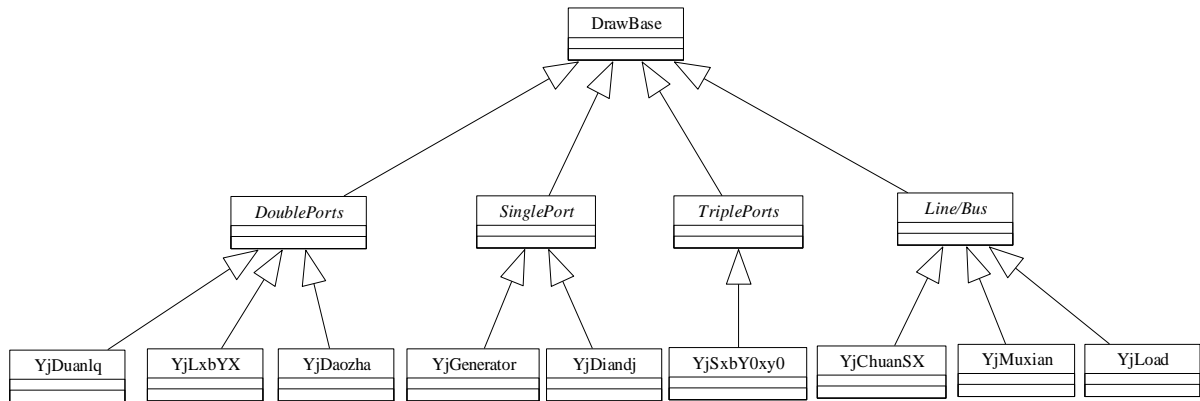 DrawBase
DoublePorts
SinglePort
TriplePorts
Line/Bus
YjDuanlq
YjLxbYX
YjDaozha
YjGenerator
YjDiandj
YjSxbY0xy0
YjChuanSX
YjMuxian
YjLoad